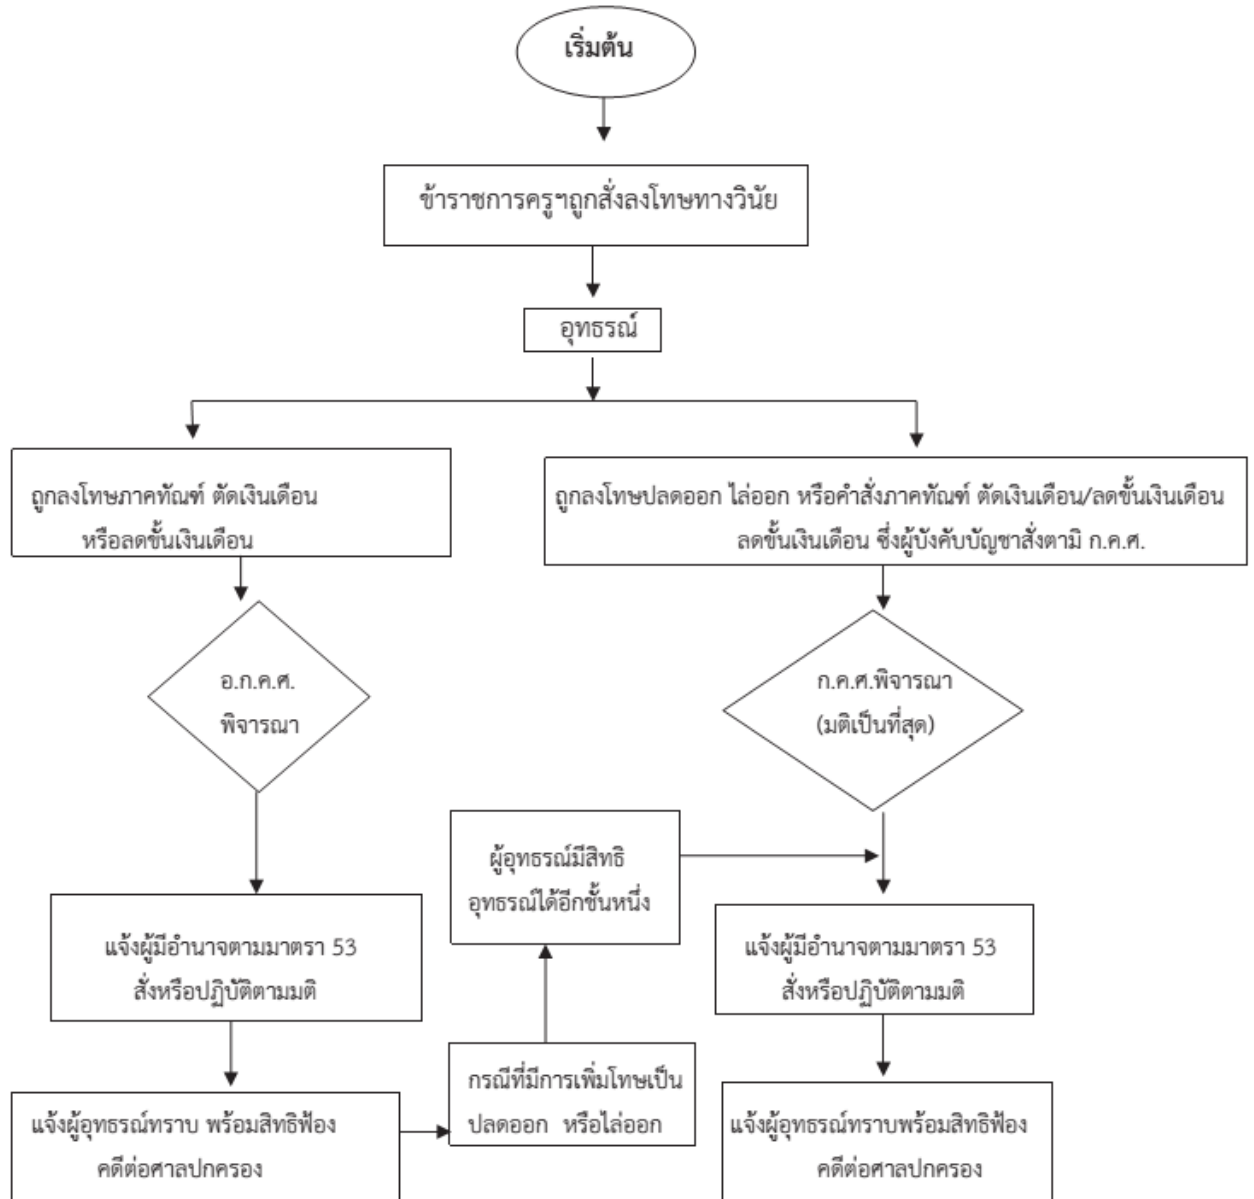 เริ่มต้น
ข้าราชการครูฯถูกสั่งลงโทษทางวินัย
อุทธรณ์
ถูกลงโทษภาคทัณฑ์ ตัดเงินเดือน
หรือลดขั้นเงินเดือน
ถูกลงโทษปลดออก ไล่ออก หรือคำสั่งภาคทัณฑ์ ตัดเงินเดือน/ลดขั้นเงินเดือน
ลดขั้นเงินเดือน ซึ่งผู้บังคับบัญชาสั่งตามิ ก.ค.ศ.
อ.ก.ค.ศ.
พิจารณา
ก.ค.ศ.พิจารณา
(มติเป็นที่สุด)
ผู้อุทธรณ์มีสิทธิ
อุทธรณ์ได้อีกชั้นหนึ่ง
แจ้งผู้มีอำนาจตามมาตรา 53
สั่งหรือปฏิบัติตามมติ
แจ้งผู้มีอำนาจตามมาตรา 53
สั่งหรือปฏิบัติตามมติ
กรณีที่มีการเพิ่มโทษเป็น
ปลดออก หรือไล่ออก
แจ้งผู้อุทธรณ์ทราบ พร้อมสิทธิฟ้อง
คดีต่อศาลปกครอง
แจ้งผู้อุทธรณ์ทราบพร้อมสิทธิฟ้อง
คดีต่อศาลปกครอง